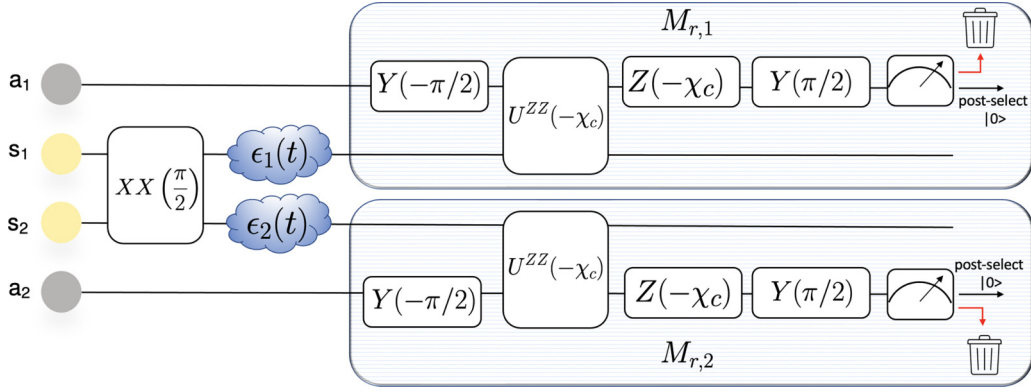 M_{r,1}
a₁ Y(−π/2) U^{ZZ}(−χ_c) Z(−χ_c) Y(π/2)
post-select
|0>
s₁ XX(π/2) ϵ₁(t)
s₂ ϵ₂(t)
a₂ Y(−π/2) U^{ZZ}(−χ_c) Z(−χ_c) Y(π/2)
post-select
|0>
M_{r,2}